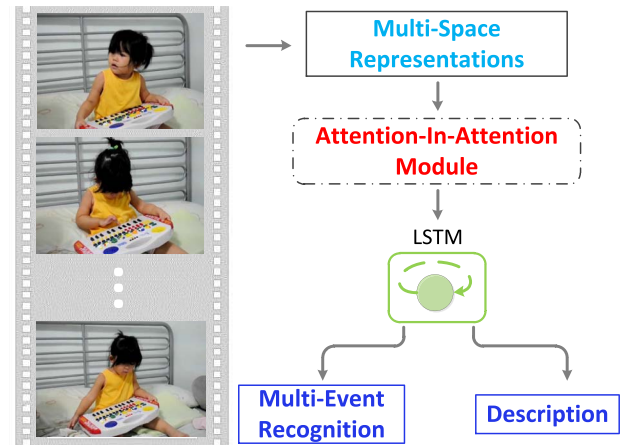 Multi-Space
Representations
Attention-In-Attention
Module
LSTM
Multi-Event
Recognition
Description